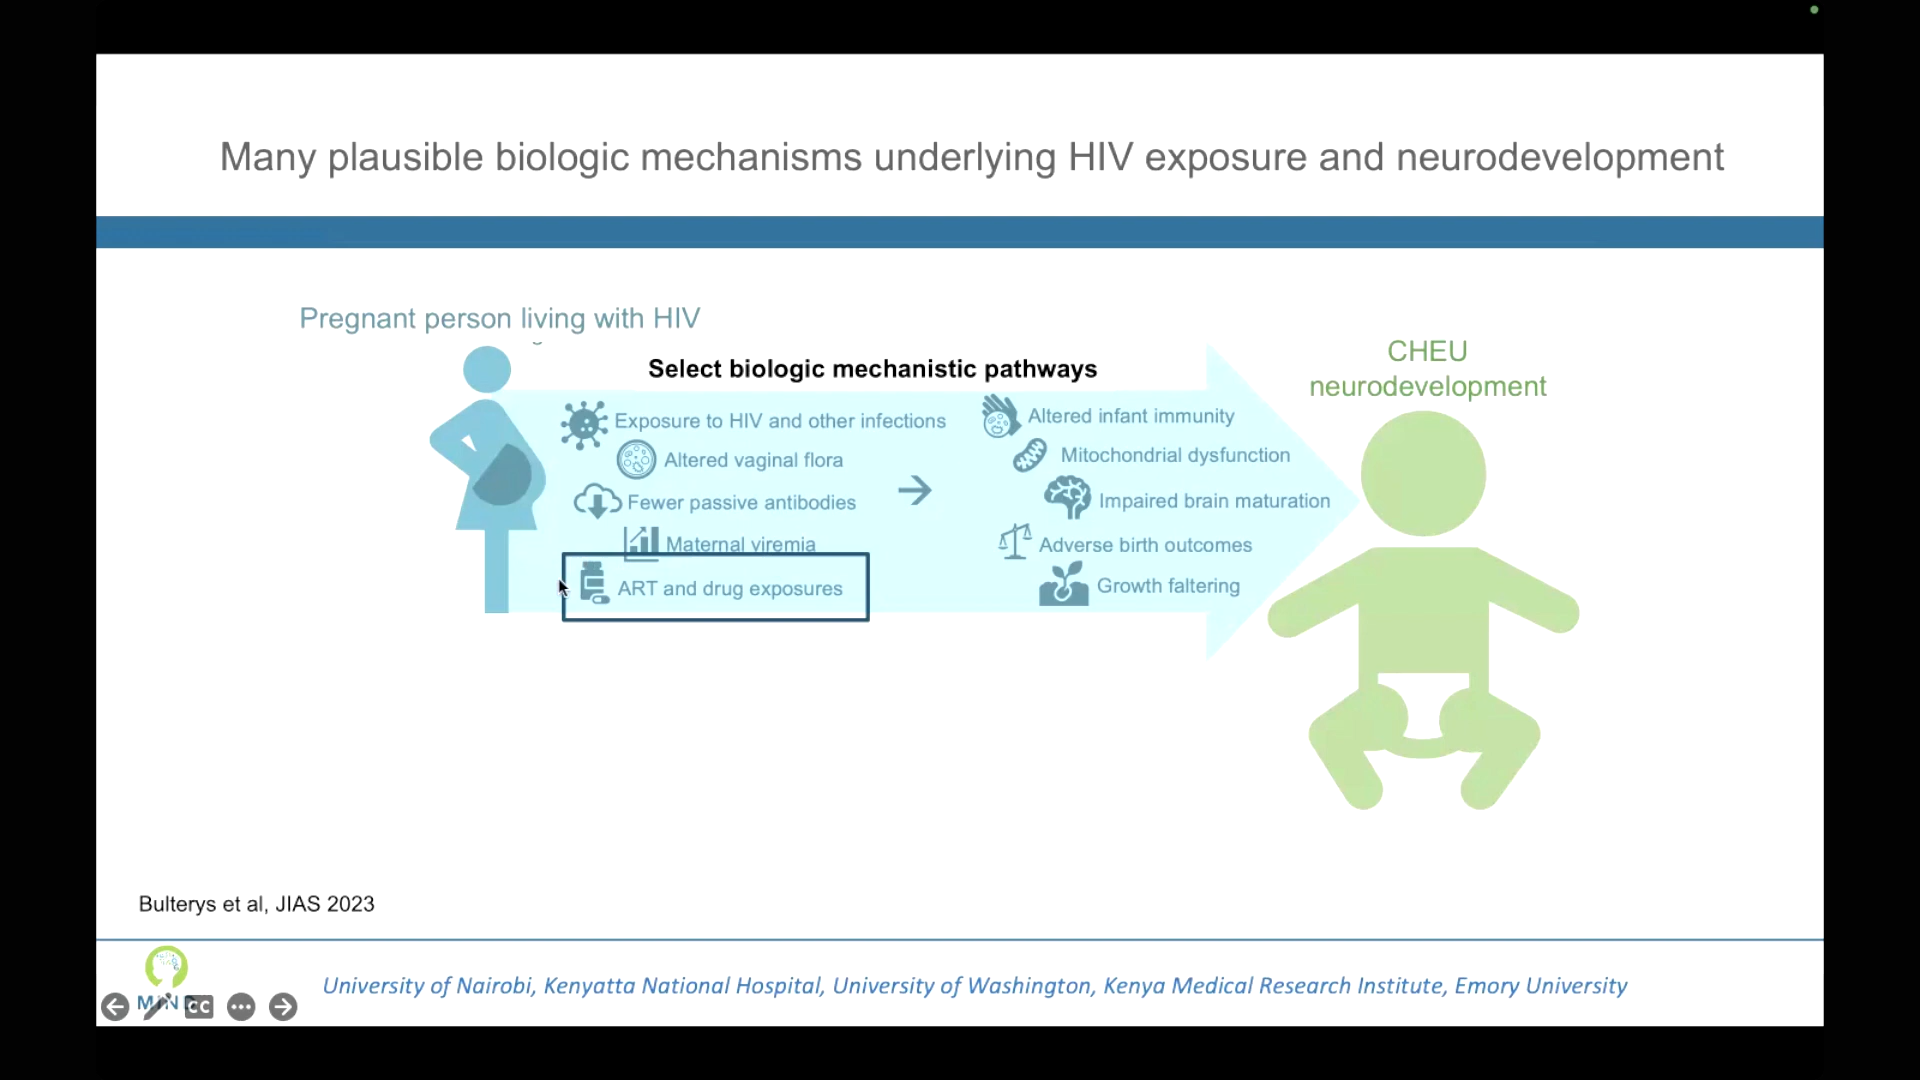 Many plausible biologic mechanisms underlying HIV exposure and neurodevelopment
Pregnant person living with HIV
Select biologic mechanistic pathways
Exposure to HIV and other infections
Altered vaginal flora
Fewer passive antibodies
Maternal viremia
ART and drug exposures
Altered infant immunity
Mitochondrial dysfunction
Impaired brain maturation
Adverse birth outcomes
Growth faltering
CHEU
neurodevelopment
Bulterys et al, JIAS 2023
University of Nairobi, Kenyatta National Hospital, University of Washington, Kenya Medical Research Institute, Emory University
CC